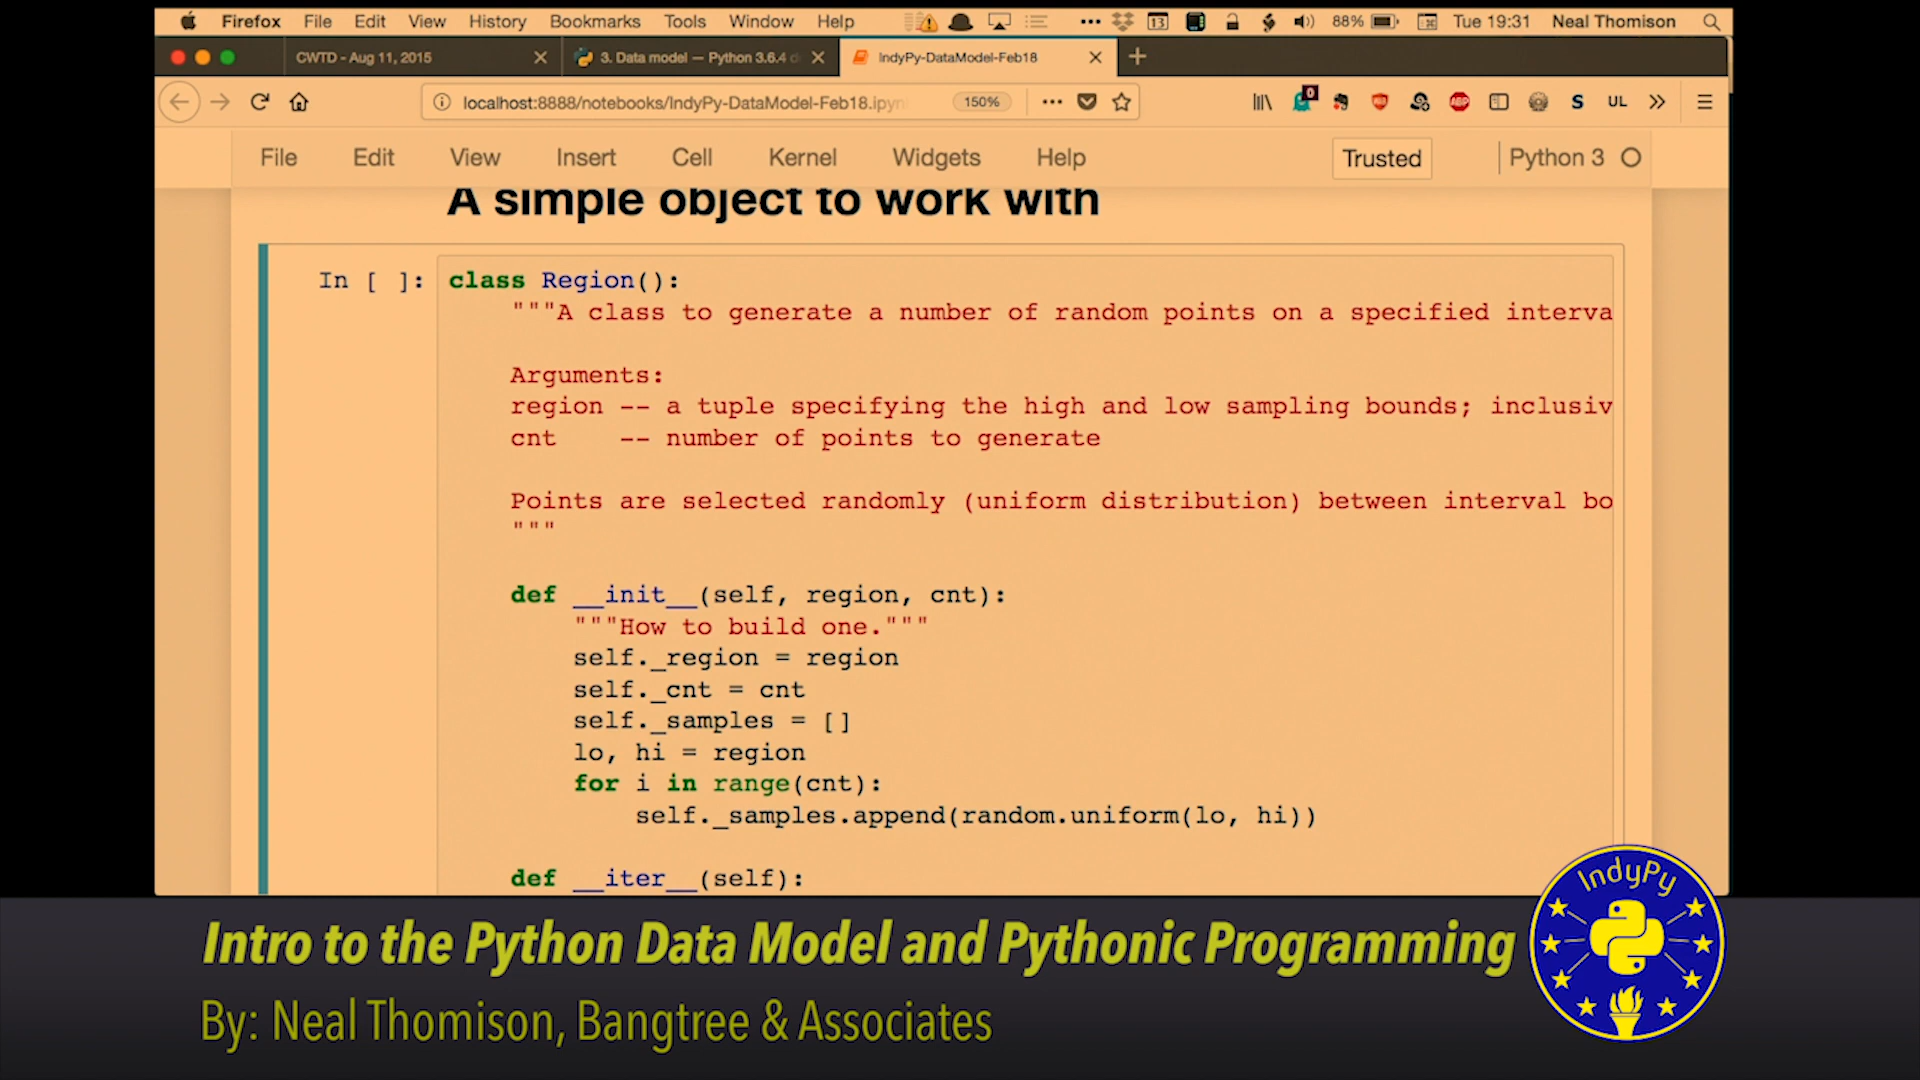 Firefox File Edit View History Bookmarks Tools Window Help 13 88% Tue 19:31 Neal Thomison
CWTD - Aug 11, 2015
3. Data model — Python 3.6.4 d
IndyPy-DataModel-Feb18
localhost:8888/notebooks/IndyPy-DataModel-Feb18.ipyn 150% 0 ABP S UL
File Edit View Insert Cell Kernel Widgets Help Trusted Python 3
A simple object to work with
In [ ]: class Region():
"""A class to generate a number of random points on a specified interva
Arguments:
region -- a tuple specifying the high and low sampling bounds; inclusiv
cnt    -- number of points to generate
Points are selected randomly (uniform distribution) between interval bo
"""
def __init__(self, region, cnt):
"""How to build one."""
self._region = region
self._cnt = cnt
self._samples = []
lo, hi = region
for i in range(cnt):
self._samples.append(random.uniform(lo, hi))
def __iter__(self):
IndyPy
Intro to the Python Data Model and Pythonic Programming
By: Neal Thomison, Bangtree & Associates